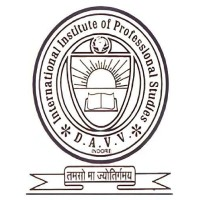 International Institute of Professional Studies
D.A.V.V.
INDORE
तमसो मा ज्योतिर्गमय